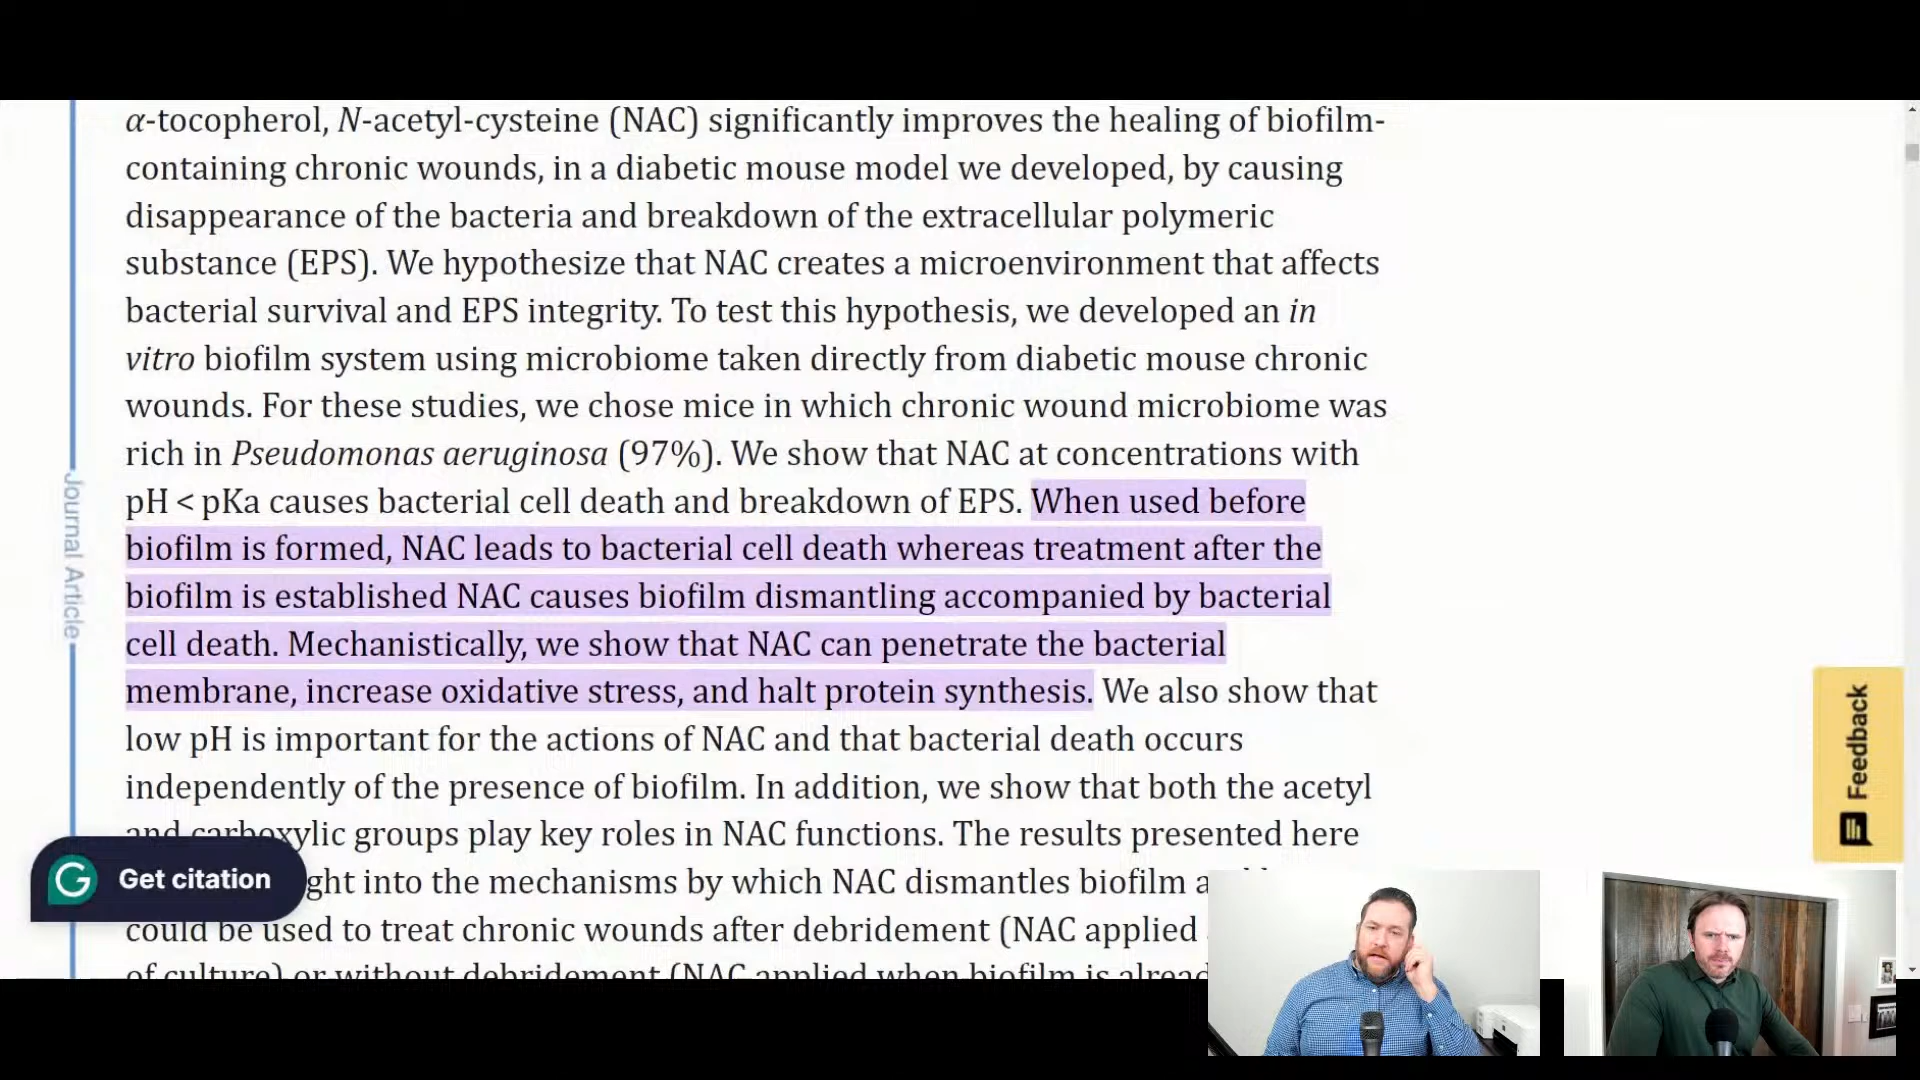 α-tocopherol, N-acetyl-cysteine (NAC) significantly improves the healing of biofilm-
containing chronic wounds, in a diabetic mouse model we developed, by causing
disappearance of the bacteria and breakdown of the extracellular polymeric
substance (EPS). We hypothesize that NAC creates a microenvironment that affects
bacterial survival and EPS integrity. To test this hypothesis, we developed an in
vitro biofilm system using microbiome taken directly from diabetic mouse chronic
wounds. For these studies, we chose mice in which chronic wound microbiome was
rich in Pseudomonas aeruginosa (97%). We show that NAC at concentrations with
pH < pKa causes bacterial cell death and breakdown of EPS. When used before
biofilm is formed, NAC leads to bacterial cell death whereas treatment after the
biofilm is established NAC causes biofilm dismantling accompanied by bacterial
cell death. Mechanistically, we show that NAC can penetrate the bacterial
membrane, increase oxidative stress, and halt protein synthesis. We also show that
low pH is important for the actions of NAC and that bacterial death occurs
independently of the presence of biofilm. In addition, we show that both the acetyl
and carboxylic groups play key roles in NAC functions. The results presented here
ght into the mechanisms by which NAC dismantles biofilm a
could be used to treat chronic wounds after debridement (NAC applied
of culture) or without debridement (NAC applied when biofilm is alread
Journal Article
Get citation
Feedback